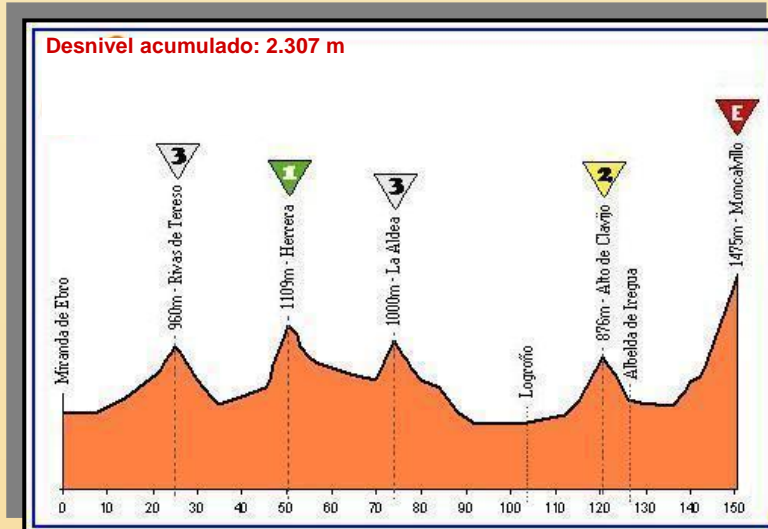 Desnivel acumulado: 2.307 m
3
1
3
2
E
Miranda de Ebro
960m - Rivas de Tereso
1109m - Herrera
1000m - La Aldea
Logroño
876m - Alto de Clavijo
Albelda de Iregua
1475m - Moncalvillo
0 10 20 30 40 50 60 70 80 90 100 110 120 130 140 150